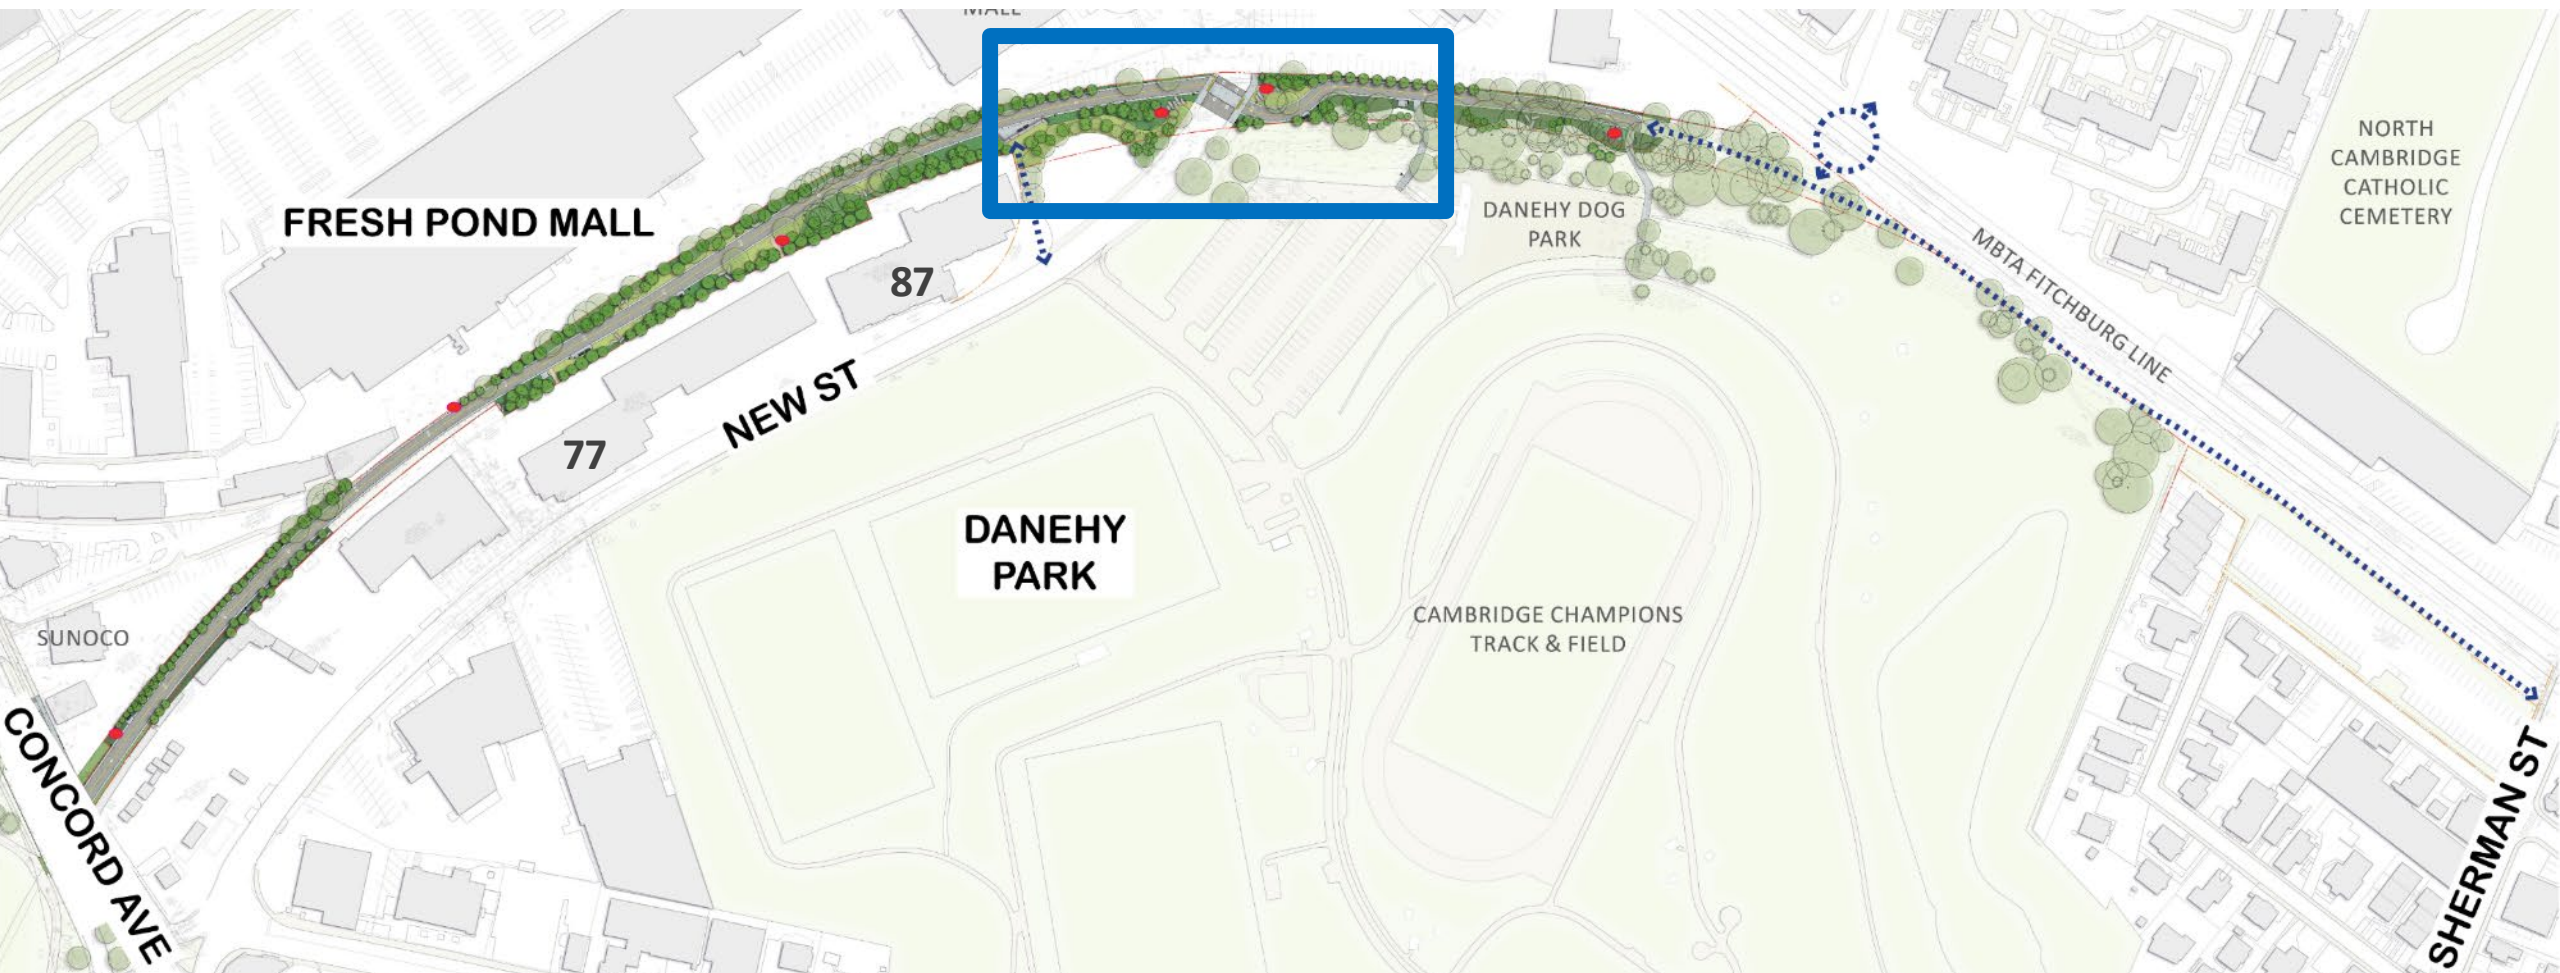 MALL
FRESH POND MALL
87
77
NEW ST
DANEHY DOG
PARK
MBTA FITCHBURG LINE
NORTH
CAMBRIDGE
CATHOLIC
CEMETERY
DANEHY
PARK
CAMBRIDGE CHAMPIONS
TRACK & FIELD
SUNOCO
CONCORD AVE
SHERMAN ST